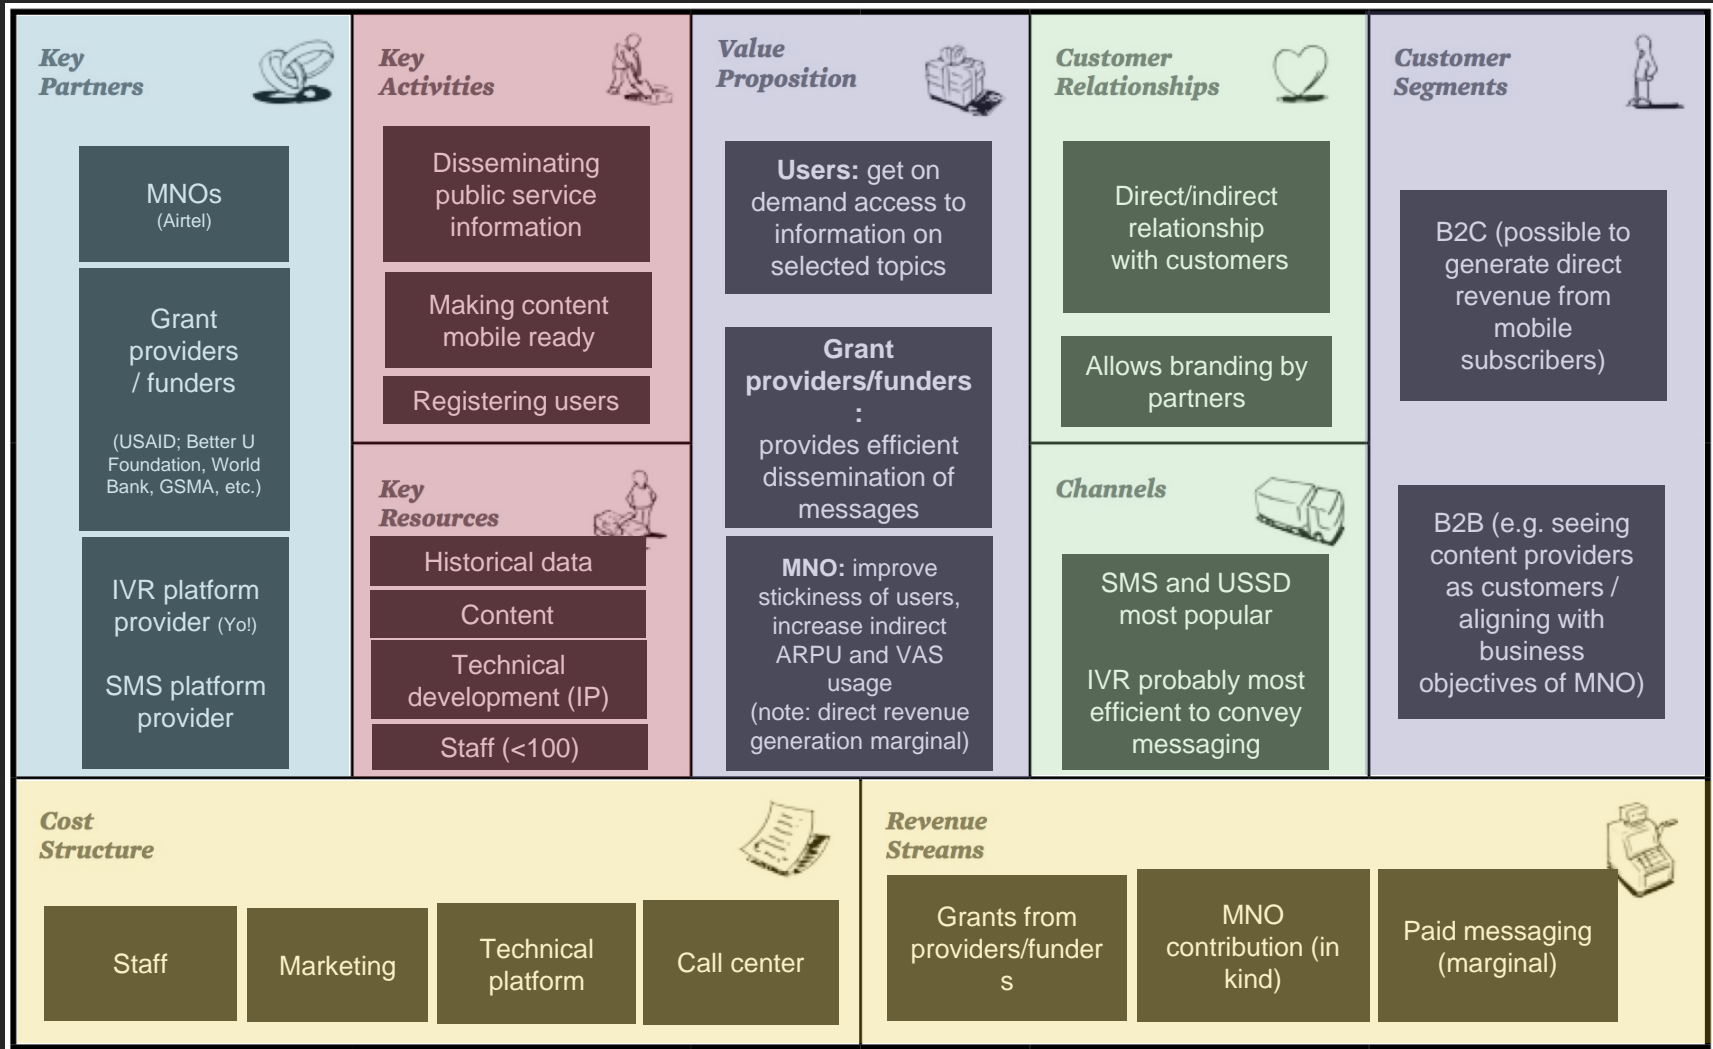 Key
Partners
MNOs
(Airtel)
Grant
providers
/ funders
(USAID; Better U
Foundation, World
Bank, GSMA, etc.)
IVR platform
provider (Yo!)
SMS platform
provider
Key
Activities
Disseminating
public service
information
Making content
mobile ready
Registering users
Key
Resources
Historical data
Content
Technical
development (IP)
Staff (<100)
Value
Proposition
Users: get on
demand access to
information on
selected topics
Grant
providers/funders
:
provides efficient
dissemination of
messages
MNO: improve
stickiness of users,
increase indirect
ARPU and VAS
usage
(note: direct revenue
generation marginal)
Customer
Relationships
Direct/indirect
relationship
with customers
Allows branding by
partners
Channels
SMS and USSD
most popular
IVR probably most
efficient to convey
messaging
Customer
Segments
B2C (possible to
generate direct
revenue from
mobile
subscribers)
B2B (e.g. seeing
content providers
as customers /
aligning with
business
objectives of MNO)
Cost
Structure
Staff
Marketing
Technical
platform
Call center
Revenue
Streams
Grants from
providers/funder
s
MNO
contribution (in
kind)
Paid messaging
(marginal)